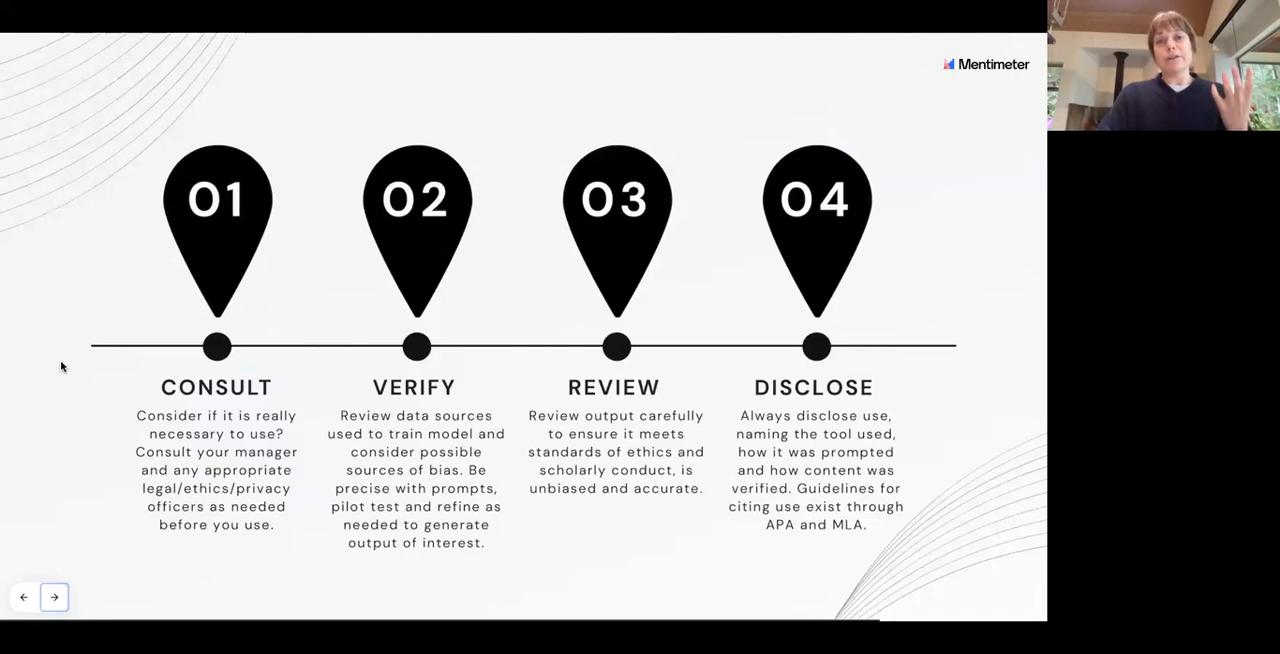 Mentimeter
01
02
03
04
CONSULT
Consider if it is really
necessary to use?
Consult your manager
and any appropriate
legal/ethics/privacy
officers as needed
before you use.
VERIFY
Review data sources
used to train model and
consider possible
sources of bias. Be
precise with prompts,
pilot test and refine as
needed to generate
output of interest.
REVIEW
Review output carefully
to ensure it meets
standards of ethics and
scholarly conduct, is
unbiased and accurate.
DISCLOSE
Always disclose use,
naming the tool used,
how it was prompted
and how content was
verified. Guidelines for
citing use exist through
APA and MLA.